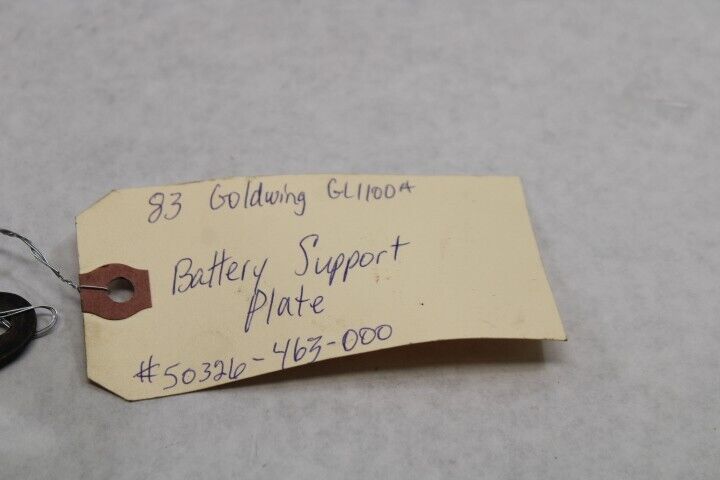 83 Goldwing GL1100A
Battery Support
Plate
#50326-463-000